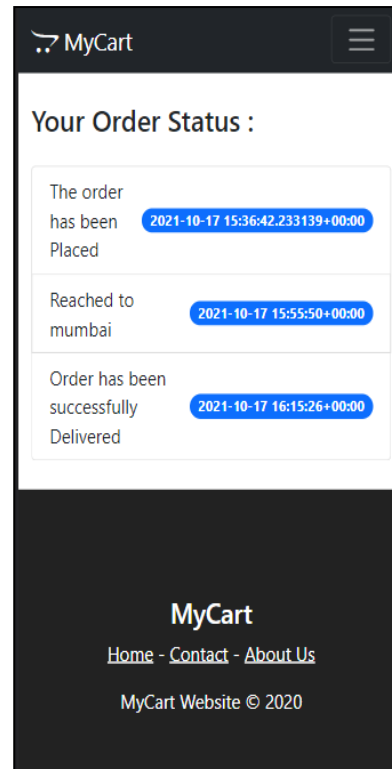 MyCart
Your Order Status :
The order
has been
Placed
2021-10-17 15:36:42.233139+00:00
Reached to
mumbai
2021-10-17 15:55:50+00:00
Order has been
successfully
Delivered
2021-10-17 16:15:26+00:00
MyCart
Home - Contact - About Us
MyCart Website © 2020